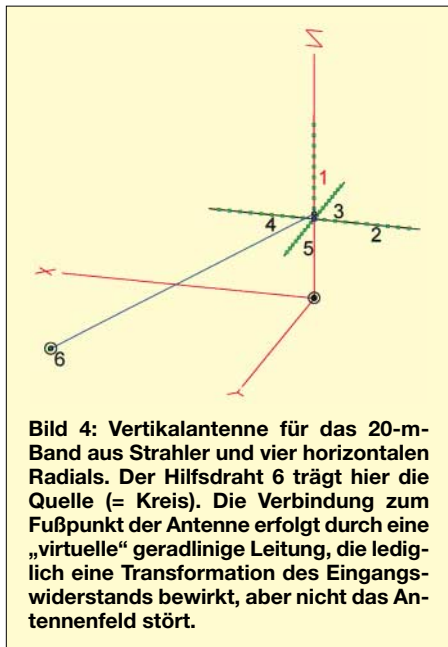 Z
1
3
4
2
5
X
6
Y
Bild 4: Vertikalantenne für das 20-m-
Band aus Strahler und vier horizontalen
Radials. Der Hilfsdraht 6 trägt hier die
Quelle (= Kreis). Die Verbindung zum
Fußpunkt der Antenne erfolgt durch eine
„virtuelle“ geradlinige Leitung, die ledig-
lich eine Transformation des Eingangs-
widerstands bewirkt, aber nicht das An-
tennenfeld stört.